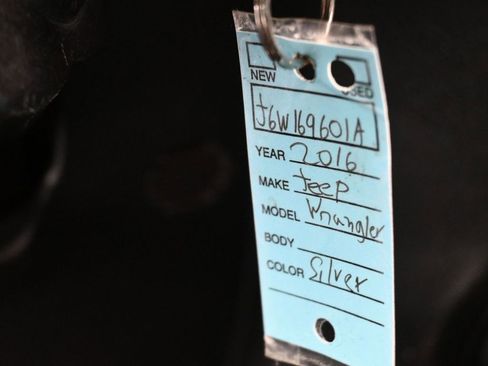 NEW USED
J6W169601A
YEAR 2016
MAKE Jeep
MODEL Wrangler
BODY
COLOR Silver